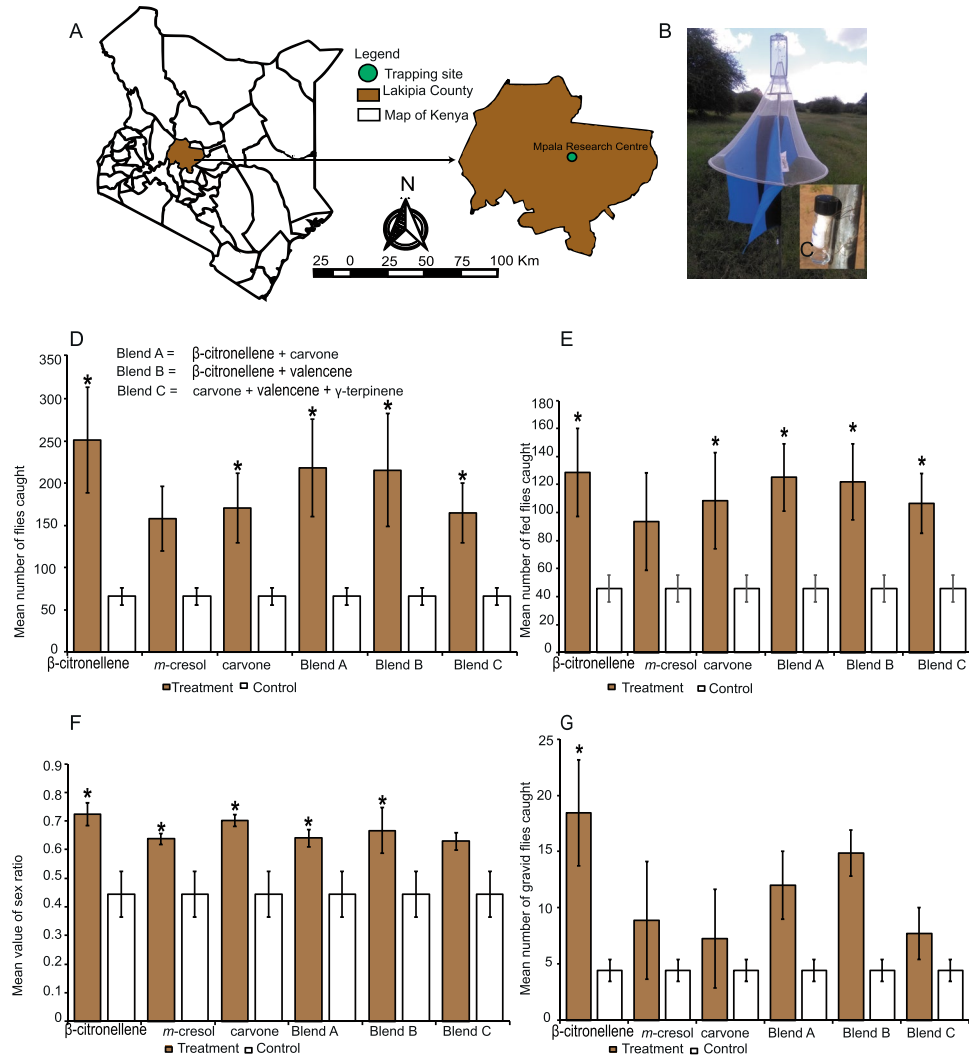 A
Legend
Trapping site
Lakipia County
Map of Kenya
Mpala Research Centre
N
25 0 25 50 75 100 Km
B
C
D
Blend A = β-citronellene + carvone
Blend B = β-citronellene + valencene
Blend C = carvone + valencene + γ-terpinene
Mean number of flies caught
350
300
250
200
150
100
50
0
* * * * *
β-citronellene m-cresol carvone Blend A Blend B Blend C
Treatment Control
E
Mean number of fed flies caught
180
160
140
120
100
80
60
40
20
0
* * * * *
β-citronellene m-cresol carvone Blend A Blend B Blend C
Treatment Control
F
Mean value of sex ratio
0.9
0.8
0.7
0.6
0.5
0.4
0.3
0.2
0.1
0.0
* * * * *
β-citronellene m-cresol carvone Blend A Blend B Blend C
Treatment Control
G
Mean number of gravid flies caught
25
20
15
10
5
0
*
β-citronellene m-cresol carvone Blend A Blend B Blend C
Treatment Control